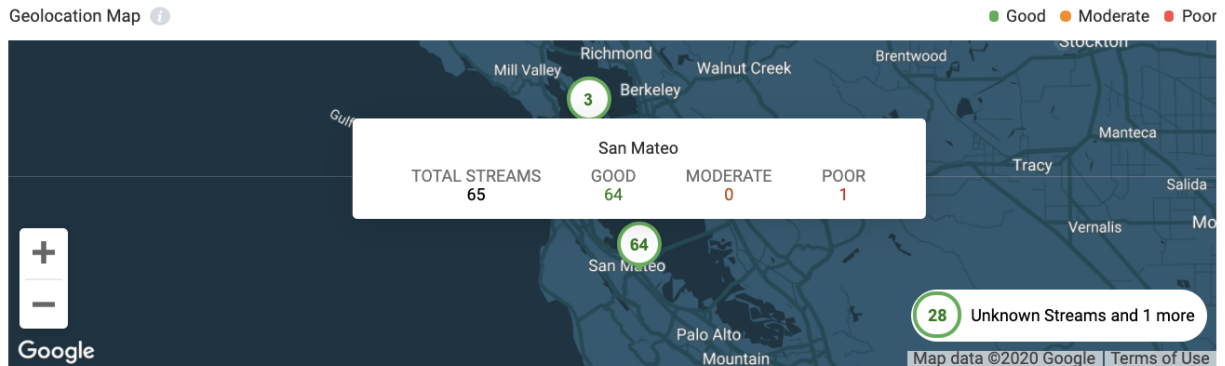 Geolocation Map
Good Moderate Poor
Richmond
Mill Valley
Walnut Creek
Brentwood
Stockton
3
Berkeley
Gulf
Manteca
San Mateo
TOTAL STREAMS GOOD MODERATE POOR
65 64 0 1
Tracy
Salida
Vernalis
Mo
64
San Mateo
28 Unknown Streams and 1 more
Palo Alto
Mountain
Google
Map data ©2020 Google Terms of Use